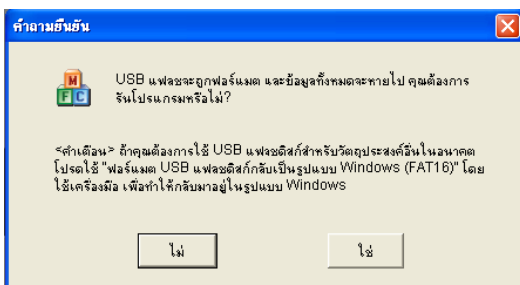 คำถามยืนยัน
M
F C
USB แฟลชจะถูกฟอร์แมต และข้อมูลทั้งหมดจะหายไป คุณต้องการ
รันโปรแกรมหรือไม่?
<คำเตือน> ถ้าคุณต้องการใช้ USB แฟลชดิสก์สำหรับวัตถุประสงค์อื่นในอนาคต
โปรดใช้ "ฟอร์แมต USB แฟลชดิสก์กลับเป็นรูปแบบ Windows (FAT16)" โดย
ใช้เครื่องมือ เพื่อทำให้กลับมาอยู่ในรูปแบบ Windows
ไม่ ใช่